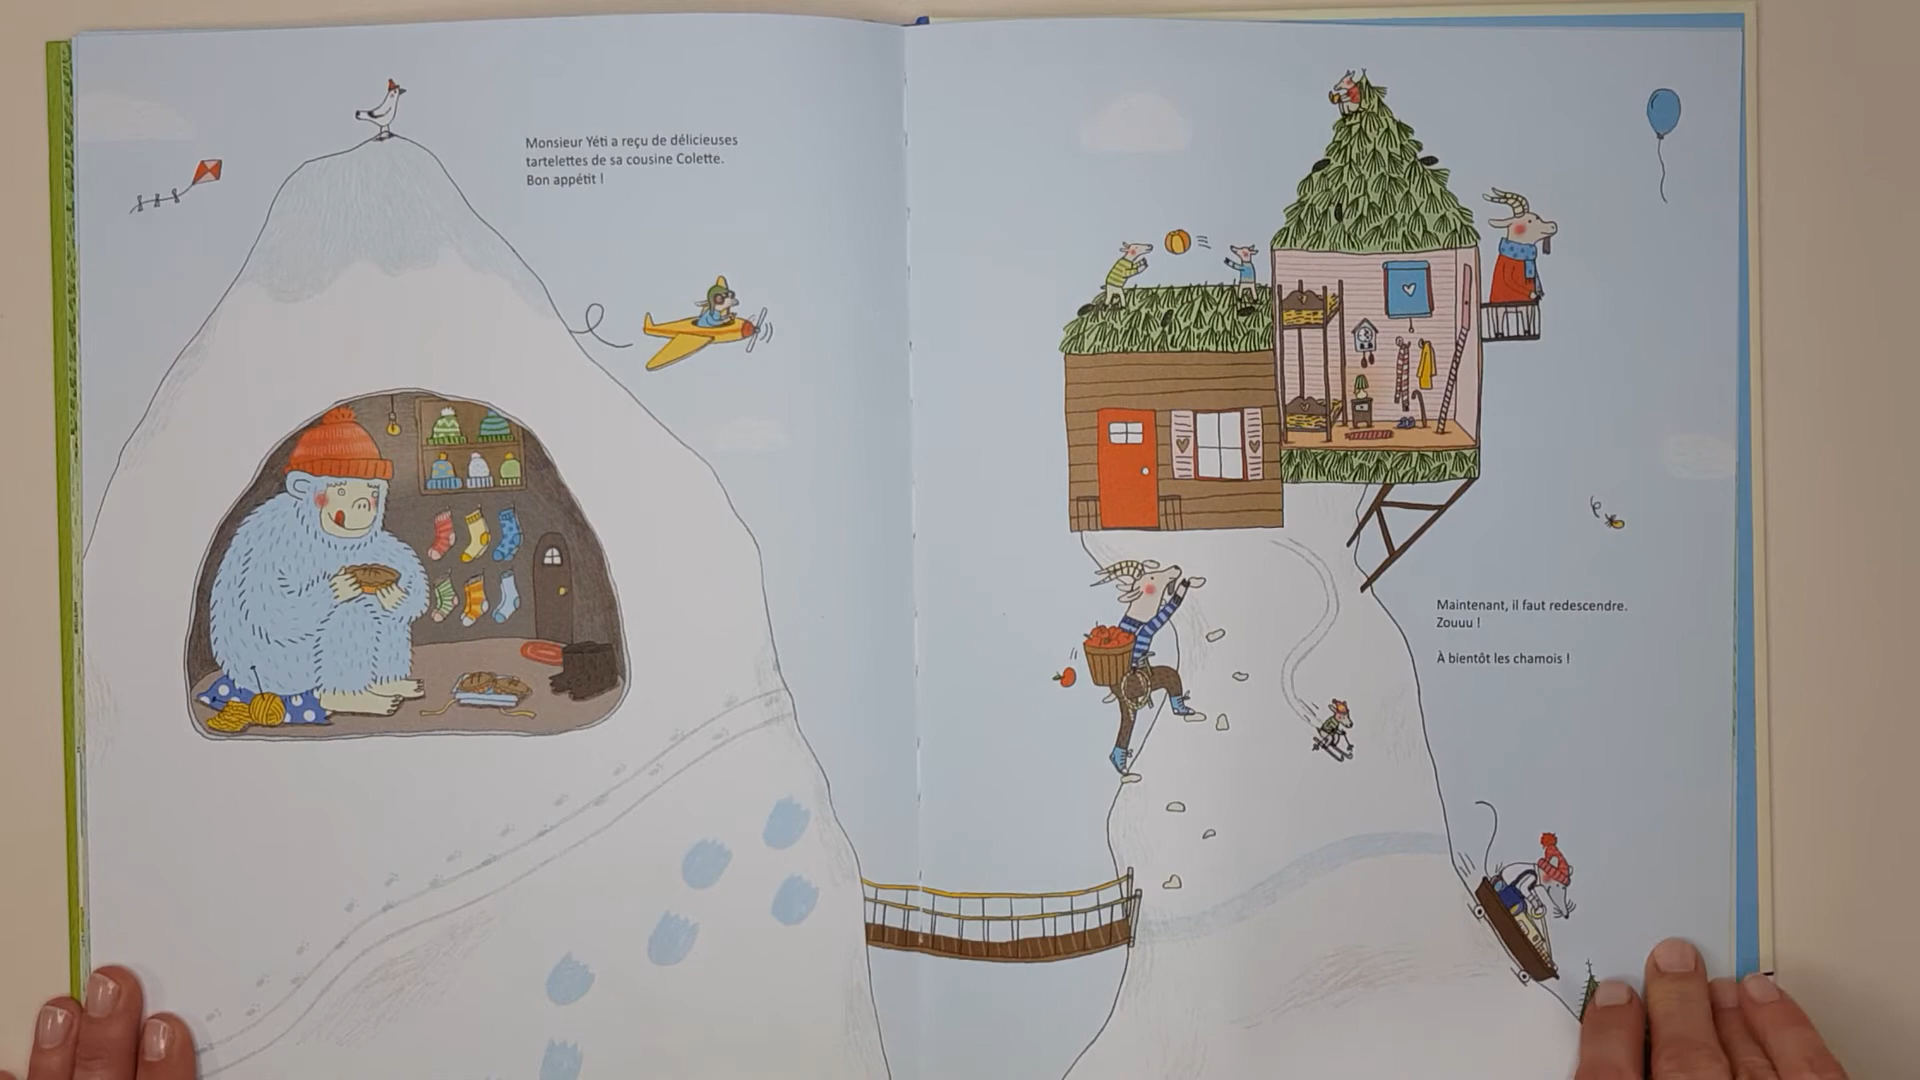 Monsieur Yéti a reçu de délicieuses
tartelettes de sa cousine Colette.
Bon appétit !
Maintenant, il faut redescendre.
Zouuu !
À bientôt les chamois !